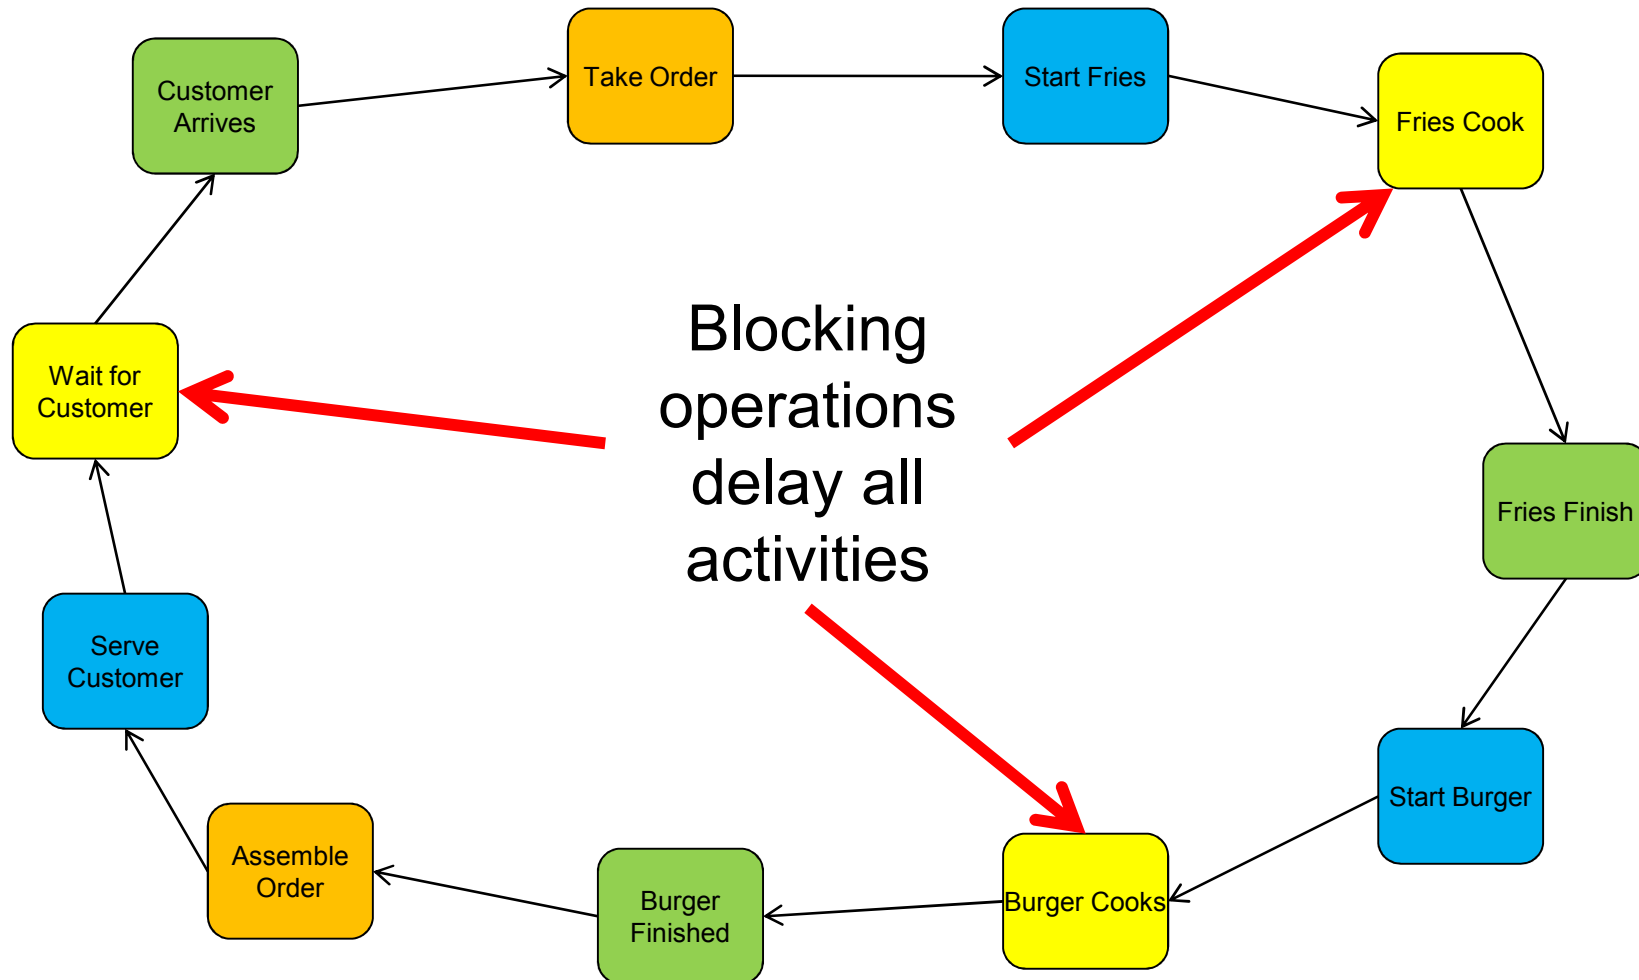 Customer
Arrives
Take Order
Start Fries
Fries Cook
Fries Finish
Start Burger
Burger Cooks
Burger
Finished
Assemble
Order
Serve
Customer
Wait for
Customer
Blocking
operations
delay all
activities